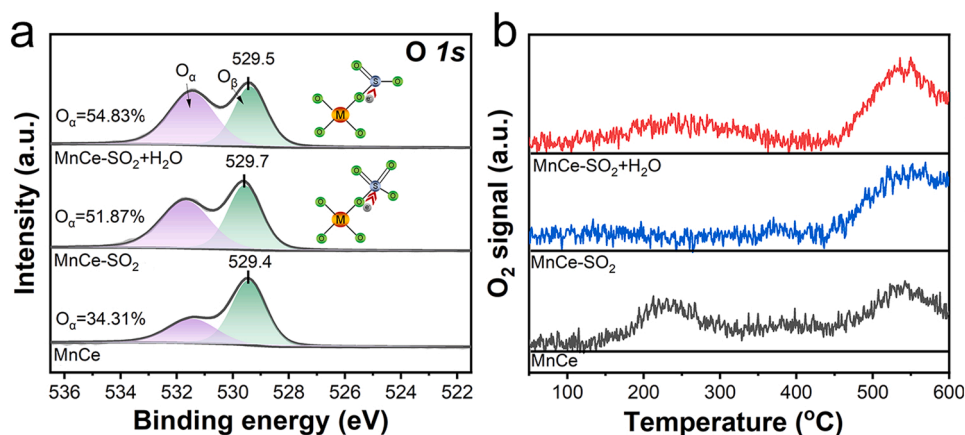 a
O 1s
529.5
Oα
Oβ
Oα=54.83%
MnCe-SO₂+H₂O
O
S
O
O
O
e
M
O
O
529.7
Oα=51.87%
MnCe-SO₂
O
O
S
O
O
O
e
M
O
O
529.4
Oα=34.31%
MnCe
536 534 532 530 528 526 524 522
Binding energy (eV)
Intensity (a.u.)
b
MnCe-SO₂+H₂O
MnCe-SO₂
MnCe
100 200 300 400 500 600
Temperature (°C)
O₂ signal (a.u.)